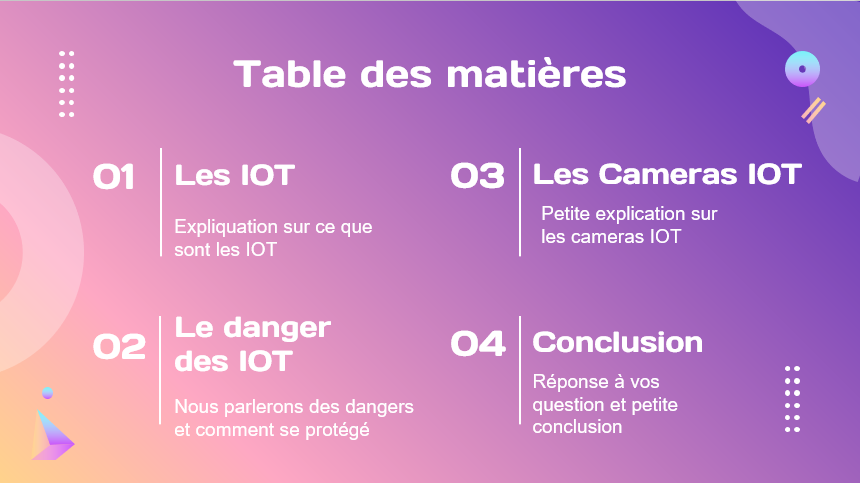 Table des matières
01
Les IOT
Expliquation sur ce que
sont les IOT
02
Le danger
des IOT
Nous parlerons des dangers
et comment se protégé
03
Les Cameras IOT
Petite explication sur
les cameras IOT
04
Conclusion
Réponse à vos
question et petite
conclusion